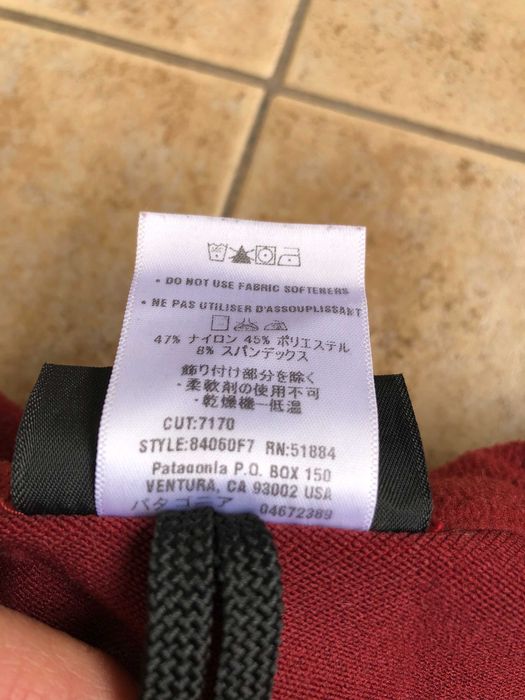 • DO NOT USE FABRIC SOFTENERS
• NE PAS UTILISER D'ASSOUPLISSANT
47% ナイロン 45% ポリエステル
8% スパンデックス
飾り付け部分を除く
・柔軟剤の使用不可
・乾燥機－低温
CUT:7170
STYLE:84060F7 RN:51884
Patagonia P.O. BOX 150
VENTURA, CA 93002 USA
パタゴニア 04672389